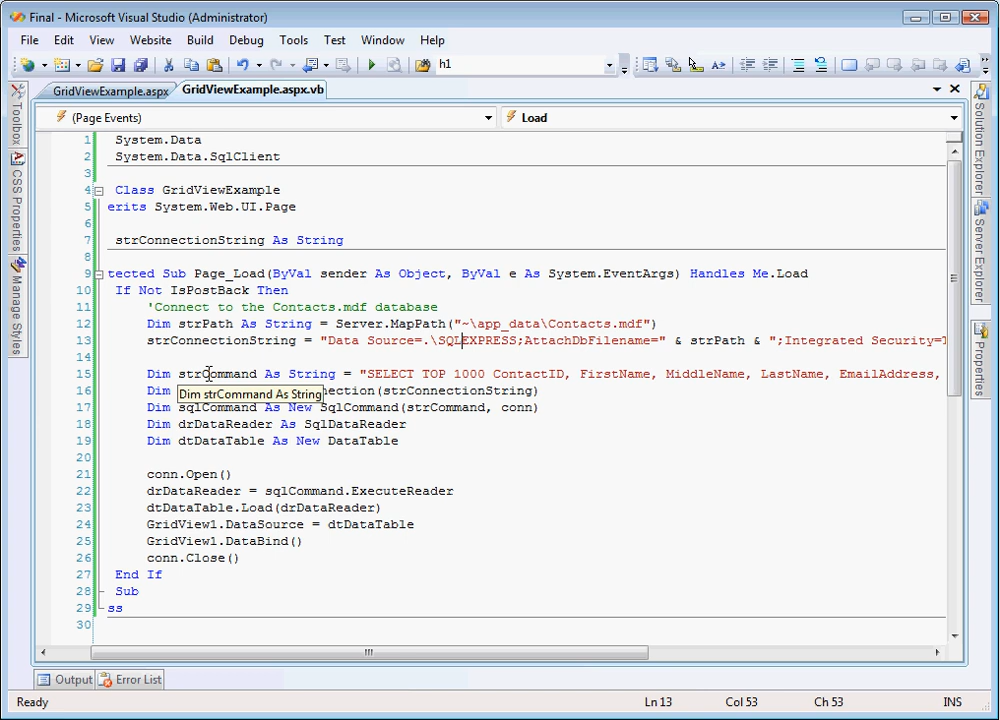 Final - Microsoft Visual Studio (Administrator)
File Edit View Website Build Debug Tools Test Window Help
h1
GridViewExample.aspx GridViewExample.aspx.vb
(Page Events) Load
Toolbox
CSS Properties
Manage Styles
Solution Explorer
Server Explorer
Properties
1 System.Data
2 System.Data.SqlClient
3
4 Class GridViewExample
5 erits System.Web.UI.Page
6
7 strConnectionString As String
8
9 tected Sub Page_Load(ByVal sender As Object, ByVal e As System.EventArgs) Handles Me.Load
10 If Not IsPostBack Then
11 'Connect to the Contacts.mdf database
12 Dim strPath As String = Server.MapPath("~\app_data\Contacts.mdf")
13 strConnectionString = "Data Source=.\SQLEXPRESS;AttachDbFilename=" & strPath & ";Integrated Security=T
14
15 Dim strCommand As String = "SELECT TOP 1000 ContactID, FirstName, MiddleName, LastName, EmailAddress,
16 Dim nection(strConnectionString)
Dim strCommand As String
17 Dim sqlCommand As New SqlCommand(strCommand, conn)
18 Dim drDataReader As SqlDataReader
19 Dim dtDataTable As New DataTable
20
21 conn.Open()
22 drDataReader = sqlCommand.ExecuteReader
23 dtDataTable.Load(drDataReader)
24 GridView1.DataSource = dtDataTable
25 GridView1.DataBind()
26 conn.Close()
27 End If
28 Sub
29 ss
30
Output Error List
Ready Ln 13 Col 53 Ch 53 INS